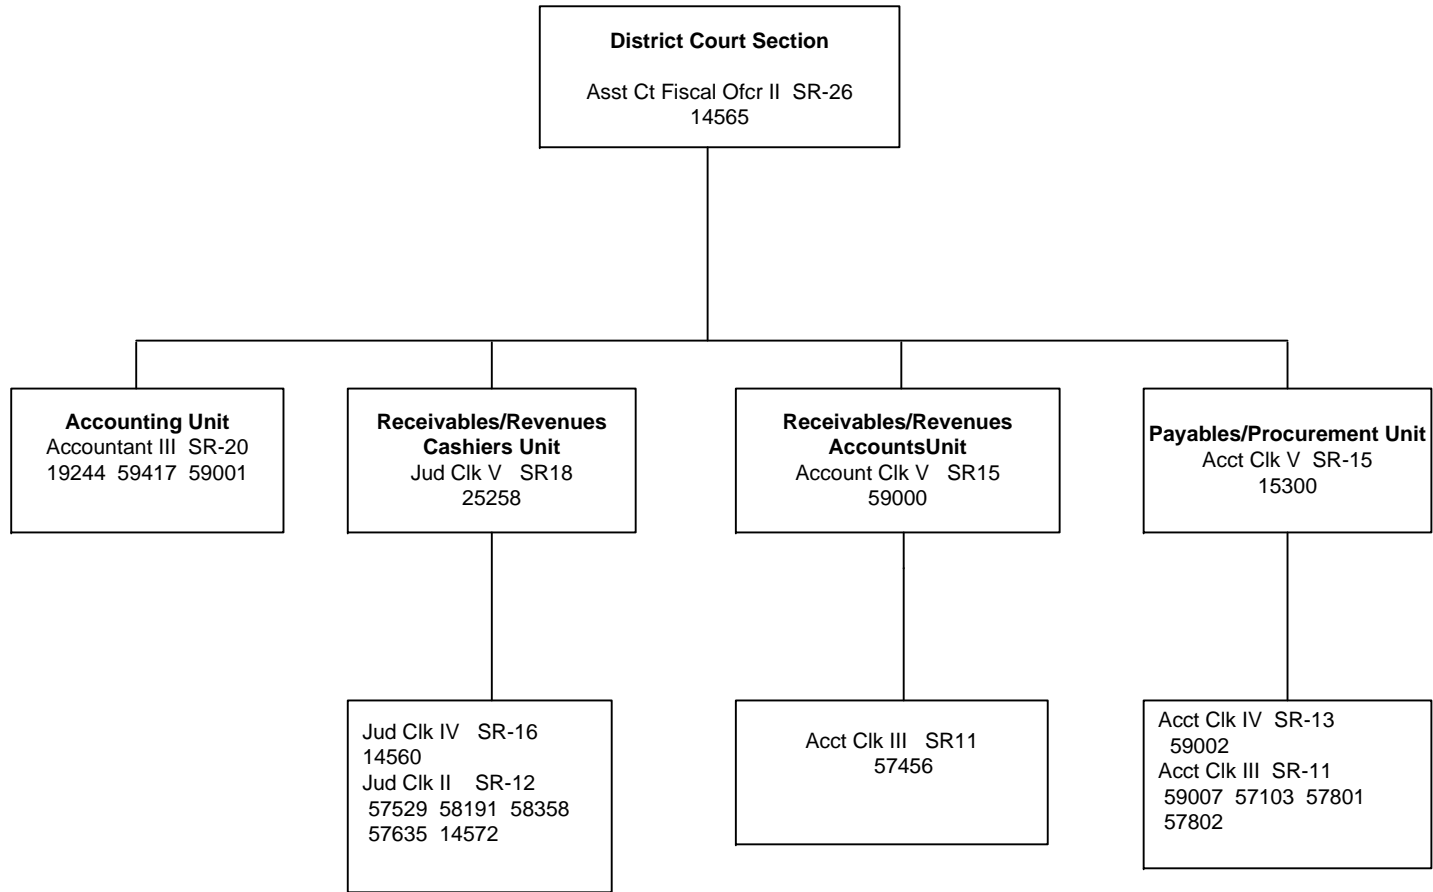 District Court Section
Asst Ct Fiscal Ofcr II SR-26
14565
Accounting Unit
Accountant III SR-20
19244 59417 59001
Receivables/Revenues
Cashiers Unit
Jud Clk V SR18
25258
Receivables/Revenues
AccountsUnit
Account Clk V SR15
59000
Payables/Procurement Unit
Acct Clk V SR-15
15300
Jud Clk IV SR-16
14560
Jud Clk II SR-12
57529 58191 58358
57635 14572
Acct Clk III SR11
57456
Acct Clk IV SR-13
59002
Acct Clk III SR-11
59007 57103 57801
57802